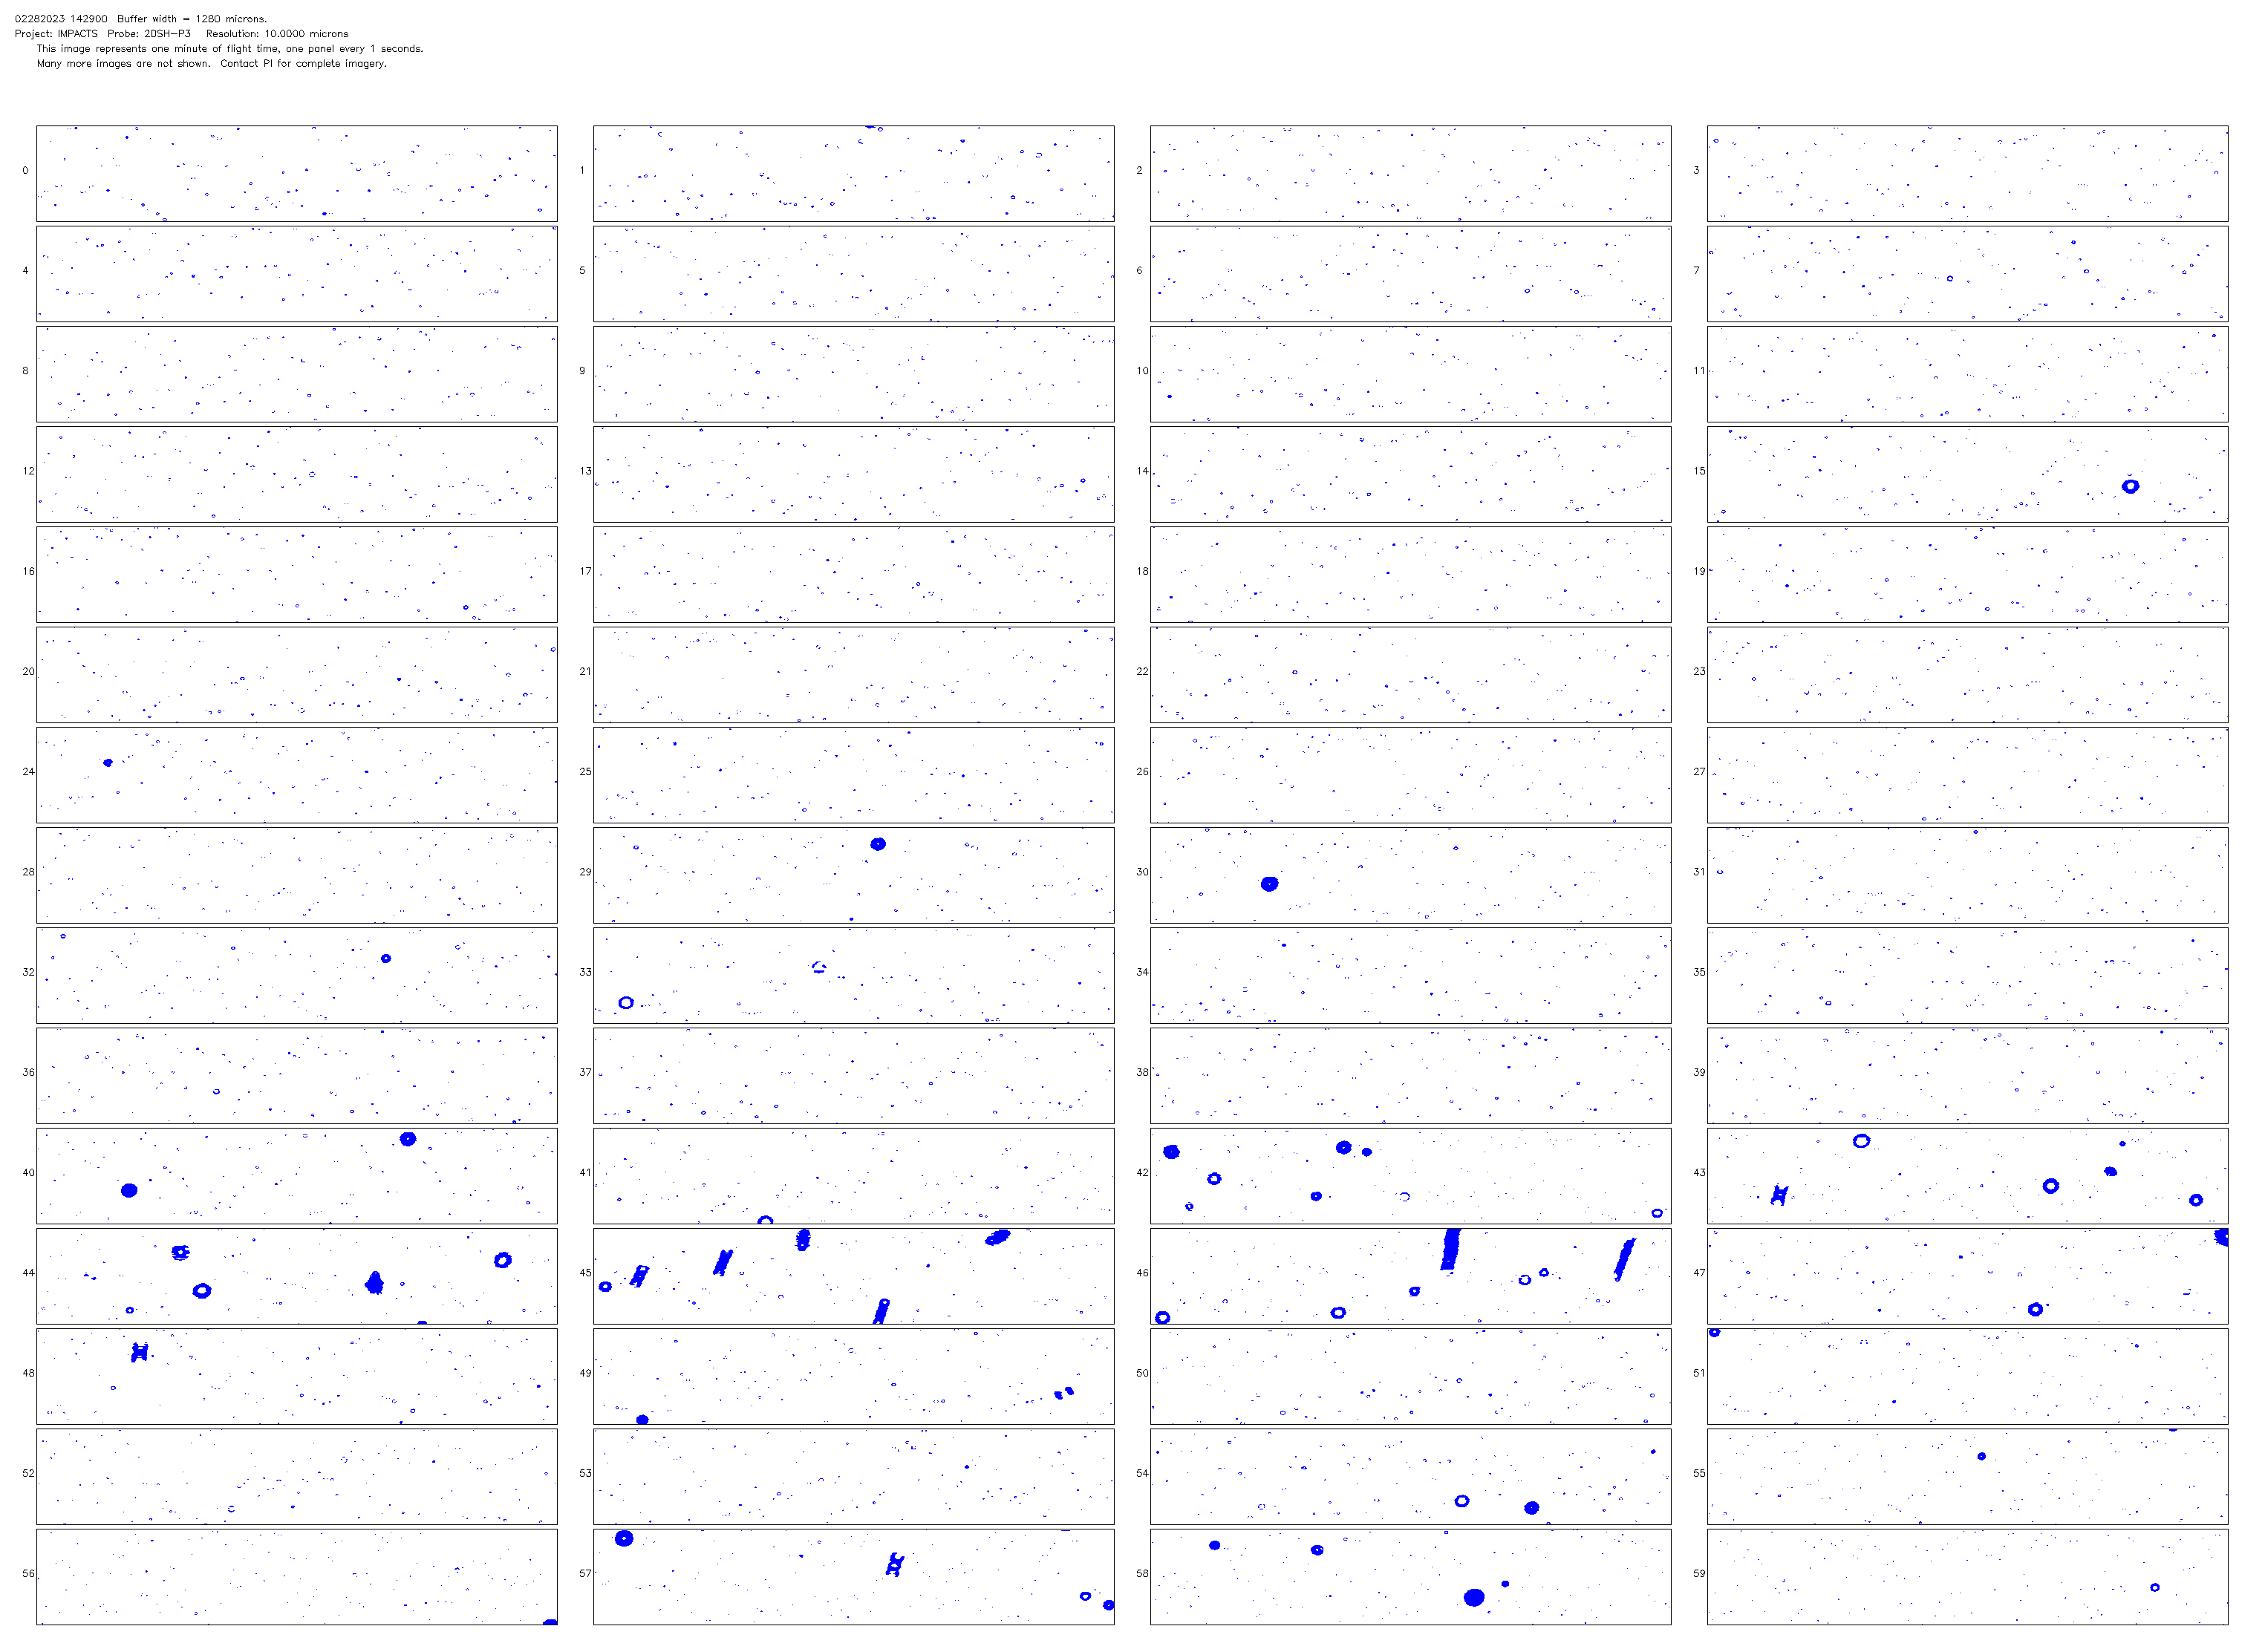 02282023 142900  Buffer width = 1280 microns.
Project: IMPACTS  Probe: 2DSH-P3  Resolution: 10.0000 microns
This image represents one minute of flight time, one panel every 1 seconds.
Many more images are not shown.  Contact PI for complete imagery.
0 1 2 3
4 5 6 7
8 9 10 11
12 13 14 15
16 17 18 19
20 21 22 23
24 25 26 27
28 29 30 31
32 33 34 35
36 37 38 39
40 41 42 43
44 45 46 47
48 49 50 51
52 53 54 55
56 57 58 59